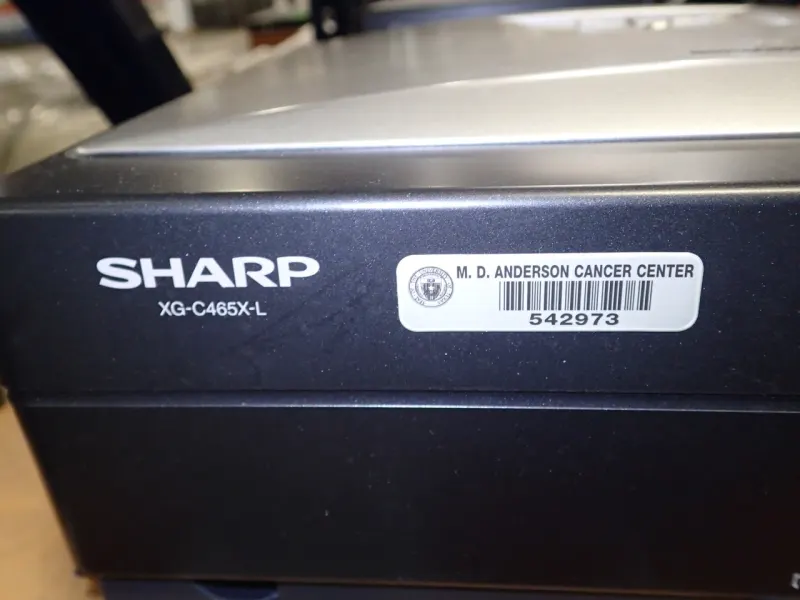 SHARP
XG-C465X-L
M. D. ANDERSON CANCER CENTER
542973